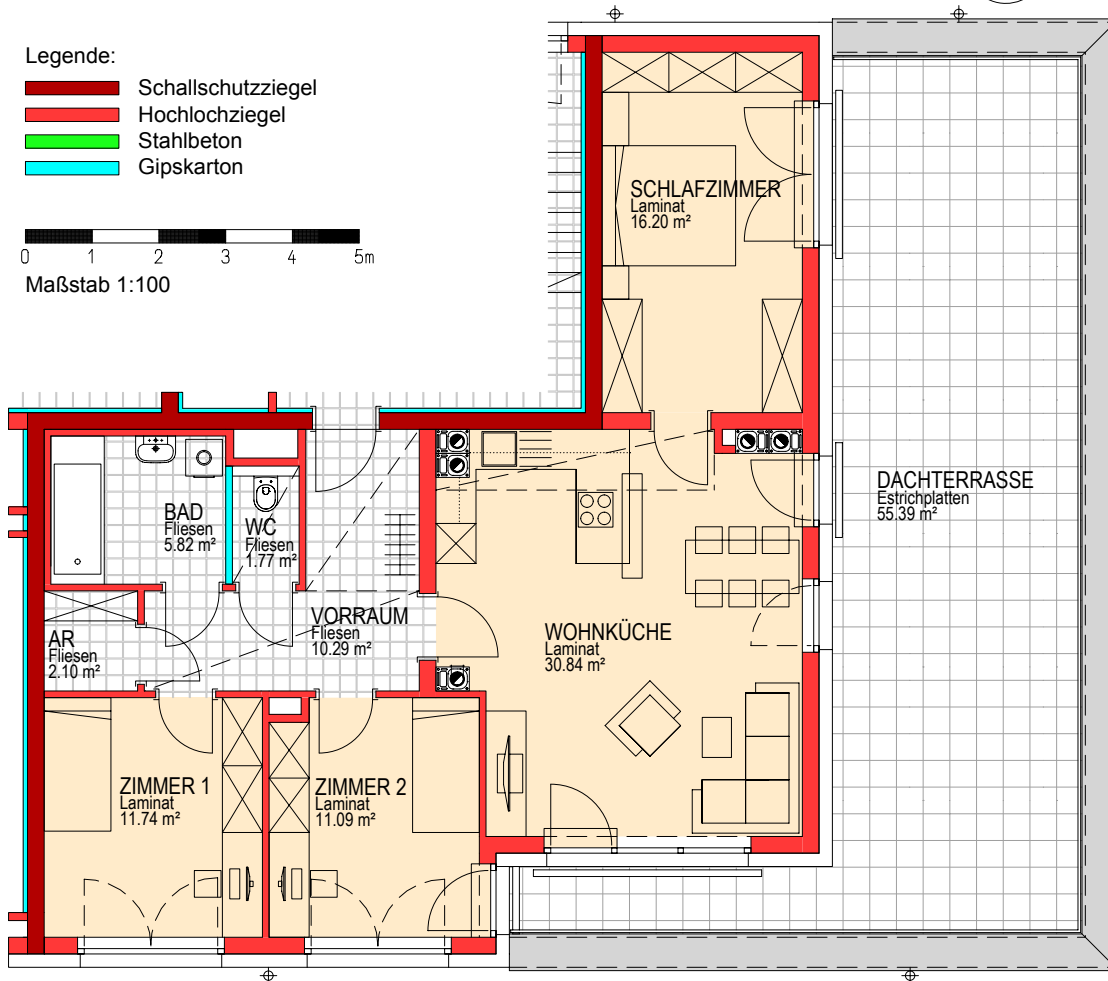 Legende:
Schallschutzziegel
Hochlochziegel
Stahlbeton
Gipskarton
0 1 2 3 4 5m
Maßstab 1:100
SCHLAFZIMMER
Laminat
16.20 m²
DACHTERRASSE
Estrichplatten
55.39 m²
BAD
Fliesen
5.82 m²
WC
Fliesen
1.77 m²
VORRAUM
Fliesen
10.29 m²
AR
Fliesen
2.10 m²
WOHNKÜCHE
Laminat
30.84 m²
ZIMMER 1
Laminat
11.74 m²
ZIMMER 2
Laminat
11.09 m²